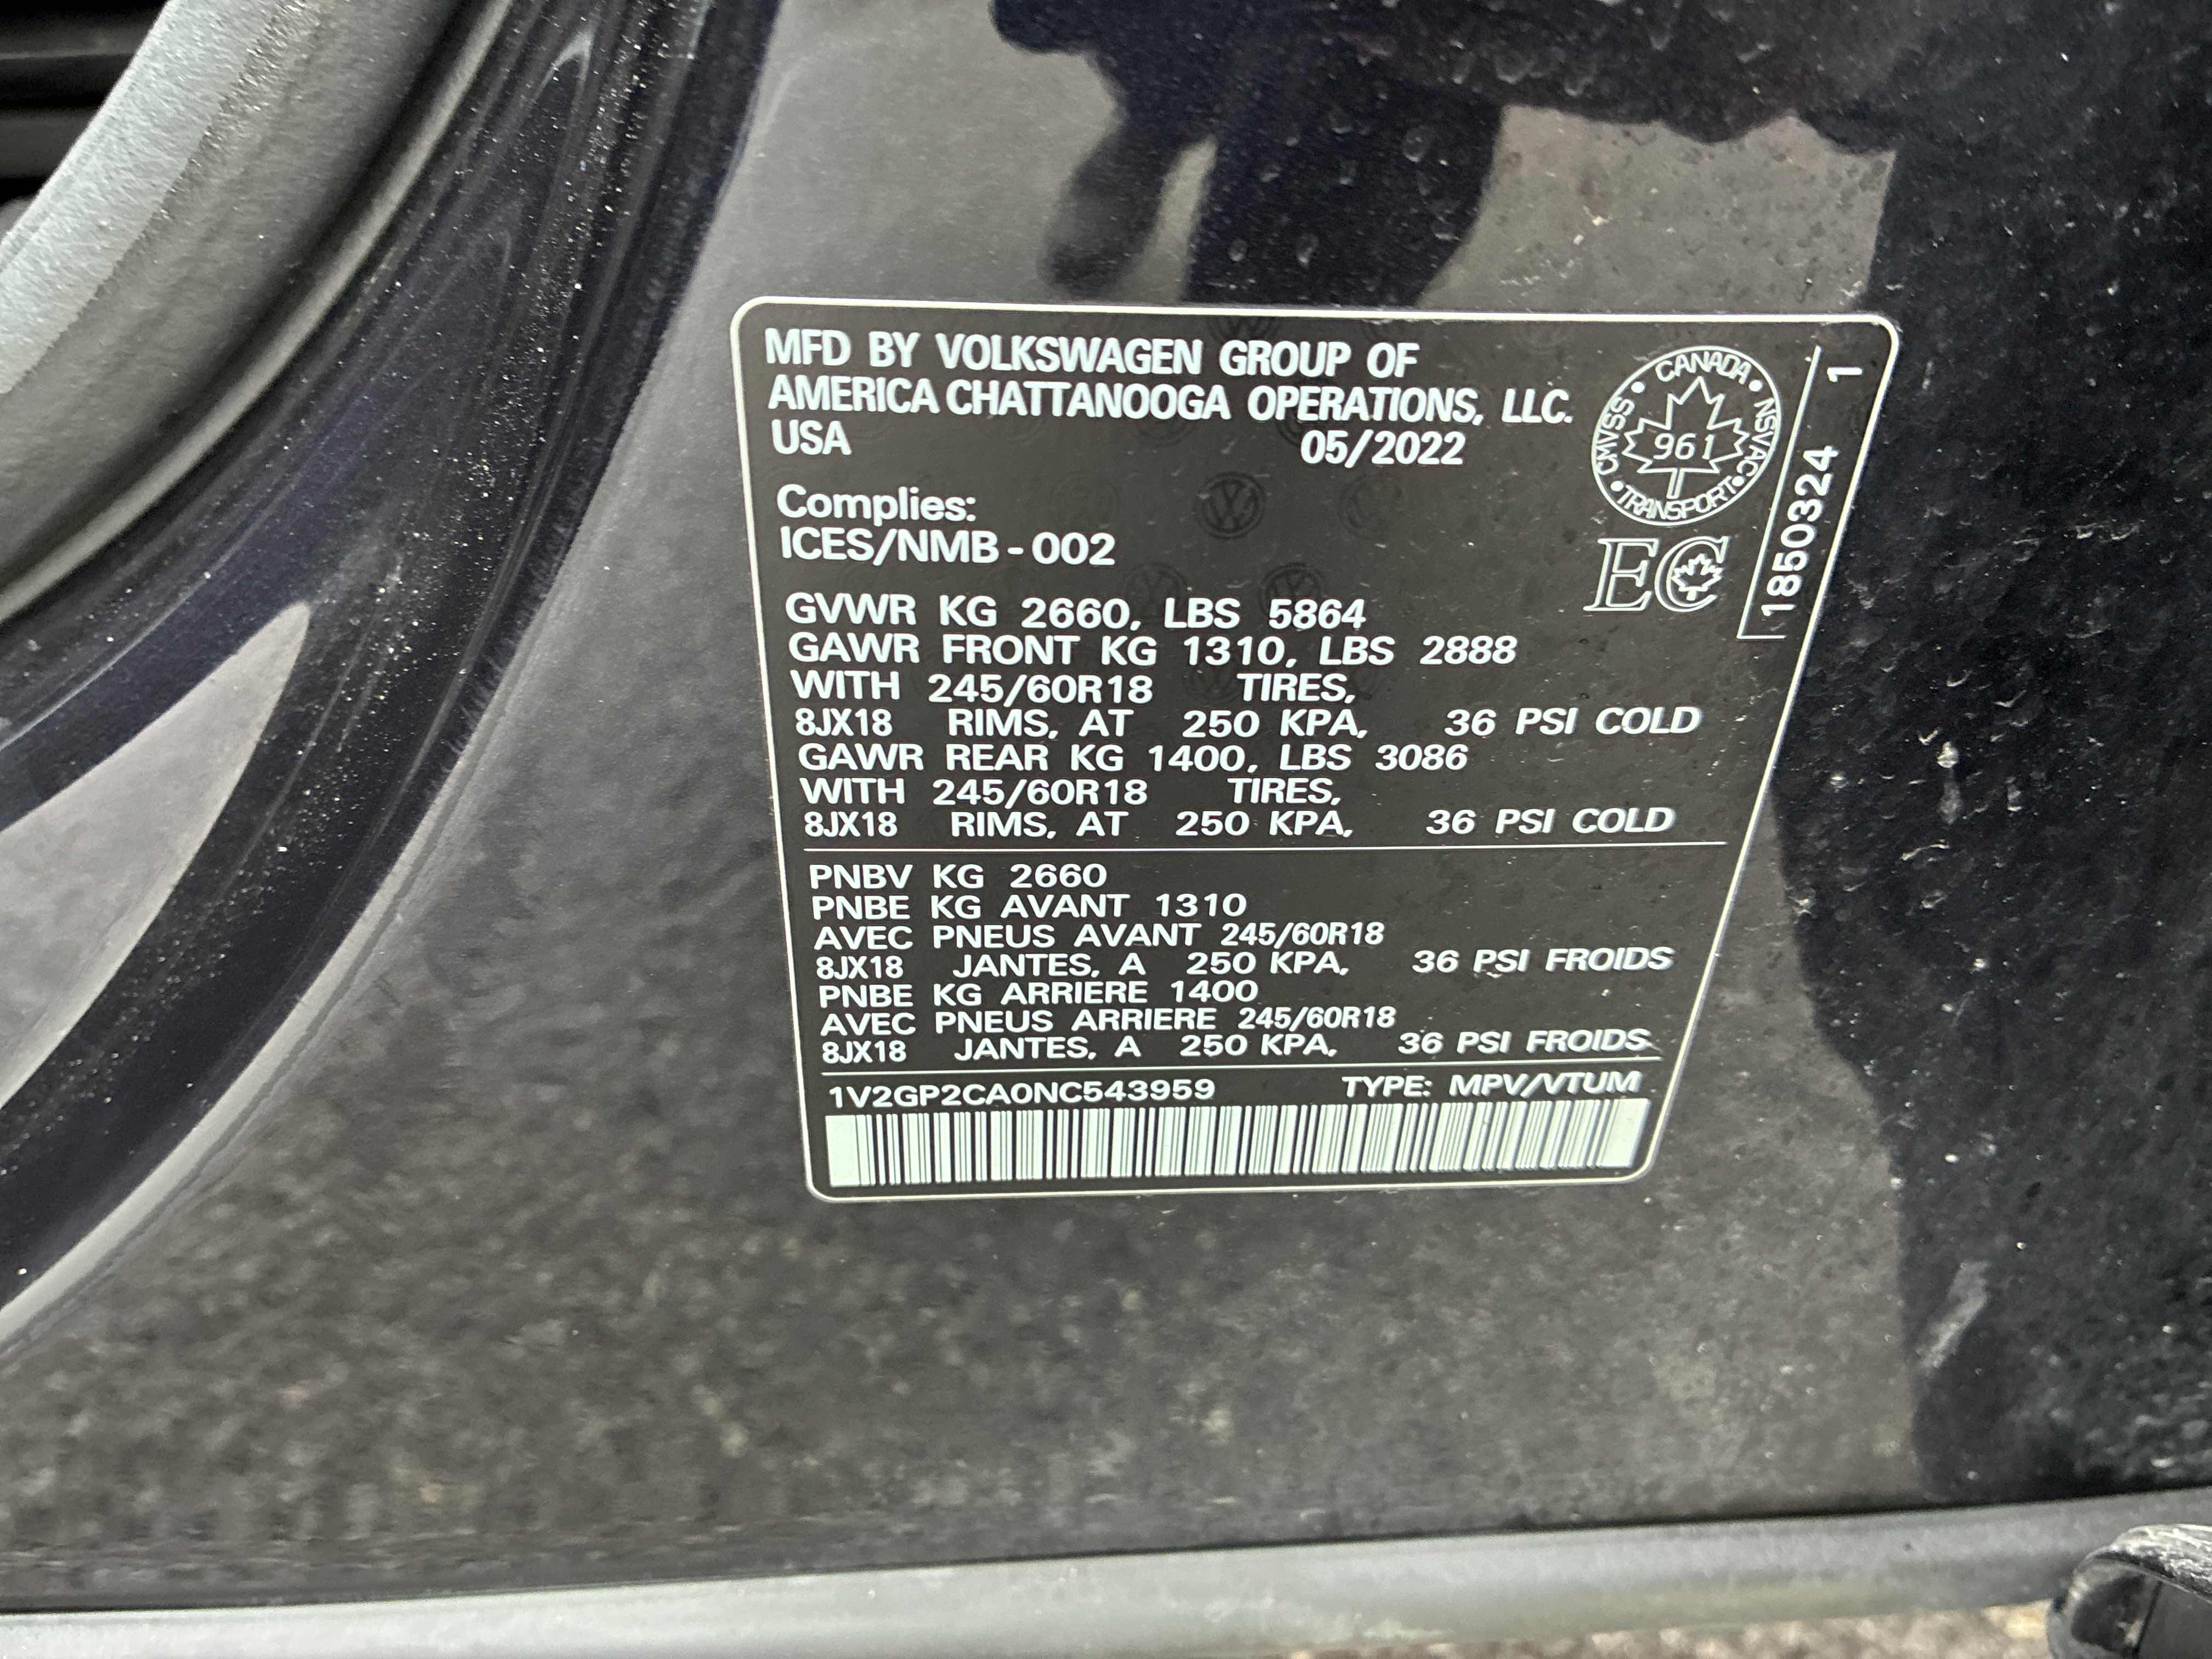 MFD BY VOLKSWAGEN GROUP OF
AMERICA CHATTANOOGA OPERATIONS, LLC.
USA 05/2022
CANADA • NSVAC • TRANSPORT • CMVSS •
961
1850324 1
Complies:
ICES/NMB-002
EC
GVWR KG 2660, LBS 5864
GAWR FRONT KG 1310, LBS 2888
WITH 245/60R18 TIRES,
8JX18 RIMS, AT 250 KPA, 36 PSI COLD
GAWR REAR KG 1400, LBS 3086
WITH 245/60R18 TIRES,
8JX18 RIMS, AT 250 KPA, 36 PSI COLD
PNBV KG 2660
PNBE KG AVANT 1310
AVEC PNEUS AVANT 245/60R18
8JX18 JANTES, A 250 KPA, 36 PSI FROIDS
PNBE KG ARRIERE 1400
AVEC PNEUS ARRIERE 245/60R18
8JX18 JANTES, A 250 KPA, 36 PSI FROIDS
1V2GP2CA0NC543959 TYPE: MPV/VTUM